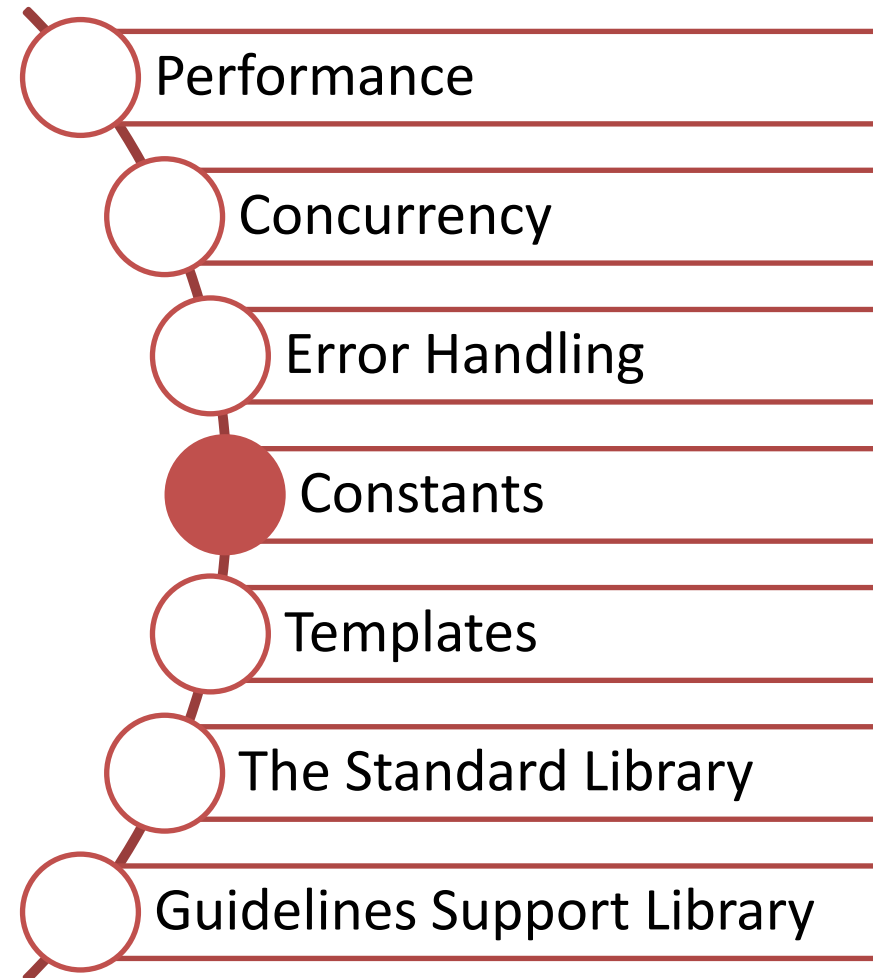 Performance
Concurrency
Error Handling
Constants
Templates
The Standard Library
Guidelines Support Library